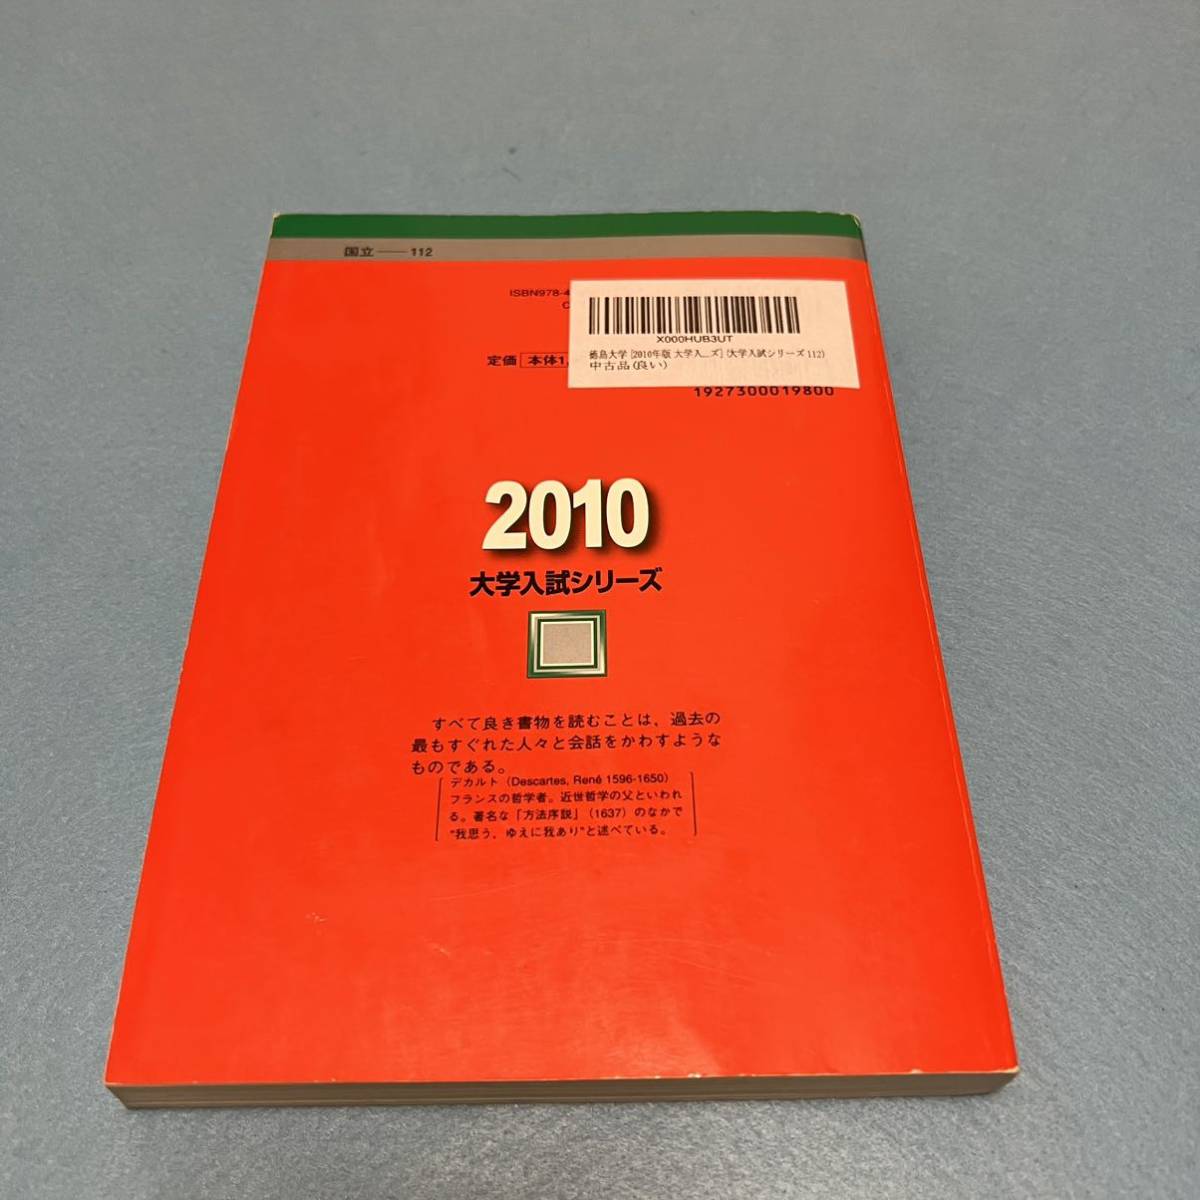 国立——112
ISBN978-4
C
X000HUB3UT
徳島大学 [2010年版 大学入...ズ] (大学入試シリーズ 112)
中古品(良い)
定価 本体1,
1927300019800
2010
大学入試シリーズ
すべて良き書物を読むことは、過去の
最もすぐれた人々と会話をかわすような
ものである。
デカルト（Descartes, René 1596-1650）
フランスの哲学者。近世哲学の父といわれ
る。著名な「方法序説」（1637）のなかで
“我思う、ゆえに我あり”と述べている。